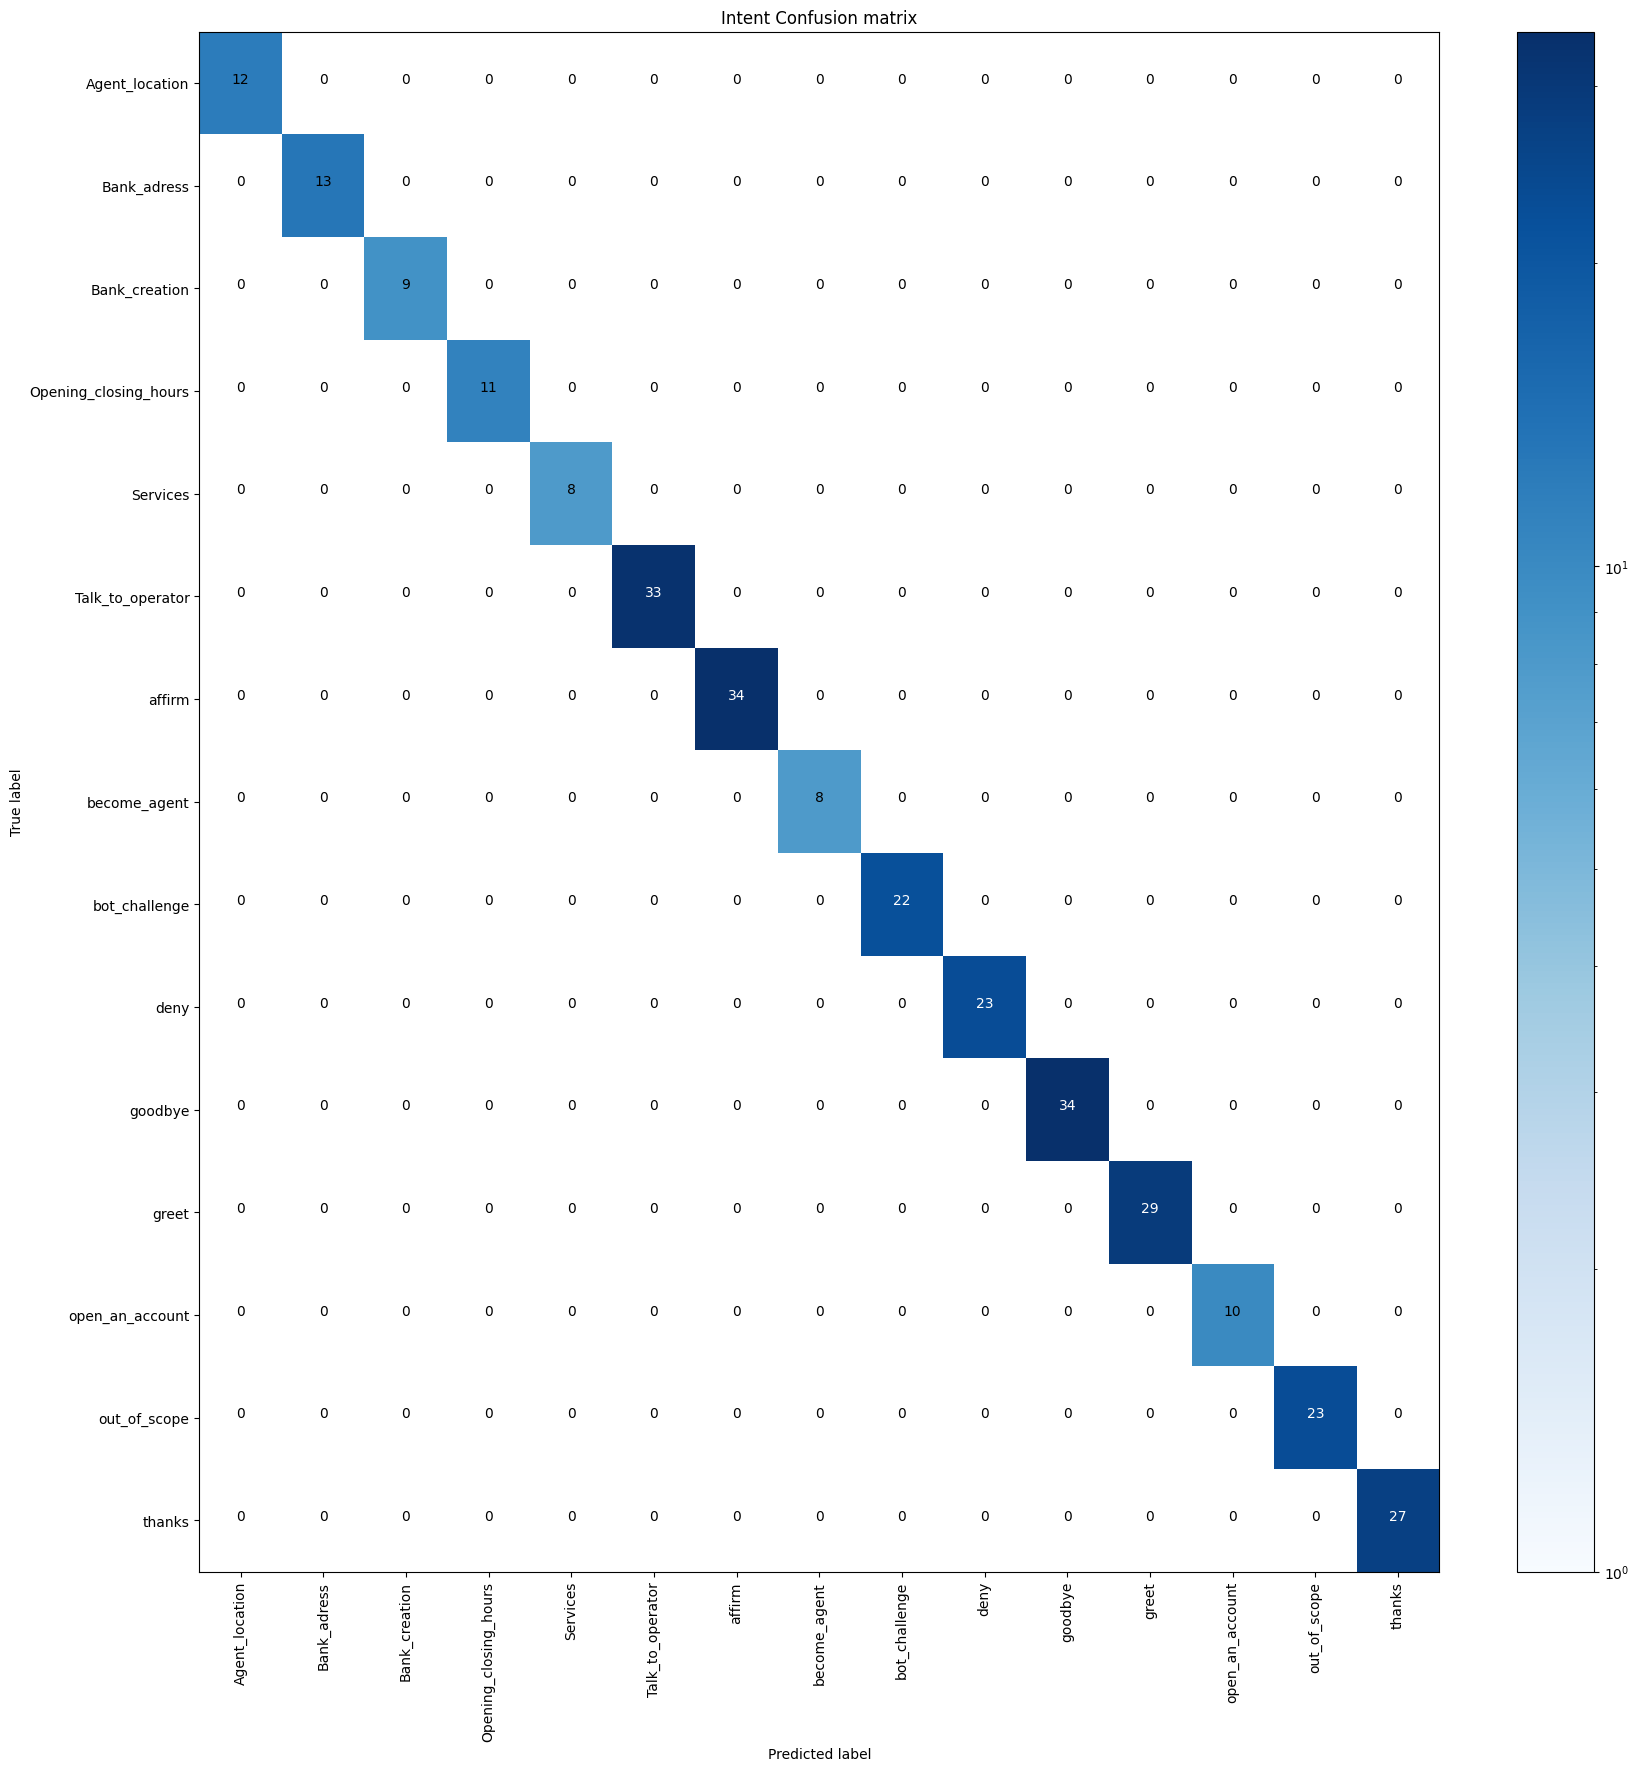 Intent Confusion matrix
Agent_location 12 0 0 0 0 0 0 0 0 0 0 0 0 0 0
Bank_adress 0 13 0 0 0 0 0 0 0 0 0 0 0 0 0
Bank_creation 0 0 9 0 0 0 0 0 0 0 0 0 0 0 0
Opening_closing_hours 0 0 0 11 0 0 0 0 0 0 0 0 0 0 0
Services 0 0 0 0 8 0 0 0 0 0 0 0 0 0 0
Talk_to_operator 0 0 0 0 0 33 0 0 0 0 0 0 0 0 0
affirm 0 0 0 0 0 0 34 0 0 0 0 0 0 0 0
become_agent 0 0 0 0 0 0 0 8 0 0 0 0 0 0 0
bot_challenge 0 0 0 0 0 0 0 0 22 0 0 0 0 0 0
deny 0 0 0 0 0 0 0 0 0 23 0 0 0 0 0
goodbye 0 0 0 0 0 0 0 0 0 0 34 0 0 0 0
greet 0 0 0 0 0 0 0 0 0 0 0 29 0 0 0
open_an_account 0 0 0 0 0 0 0 0 0 0 0 0 10 0 0
out_of_scope 0 0 0 0 0 0 0 0 0 0 0 0 0 23 0
thanks 0 0 0 0 0 0 0 0 0 0 0 0 0 0 27
True label
Agent_location
Bank_adress
Bank_creation
Opening_closing_hours
Services
Talk_to_operator
affirm
become_agent
bot_challenge
deny
goodbye
greet
open_an_account
out_of_scope
thanks
Predicted label
10¹
10⁰